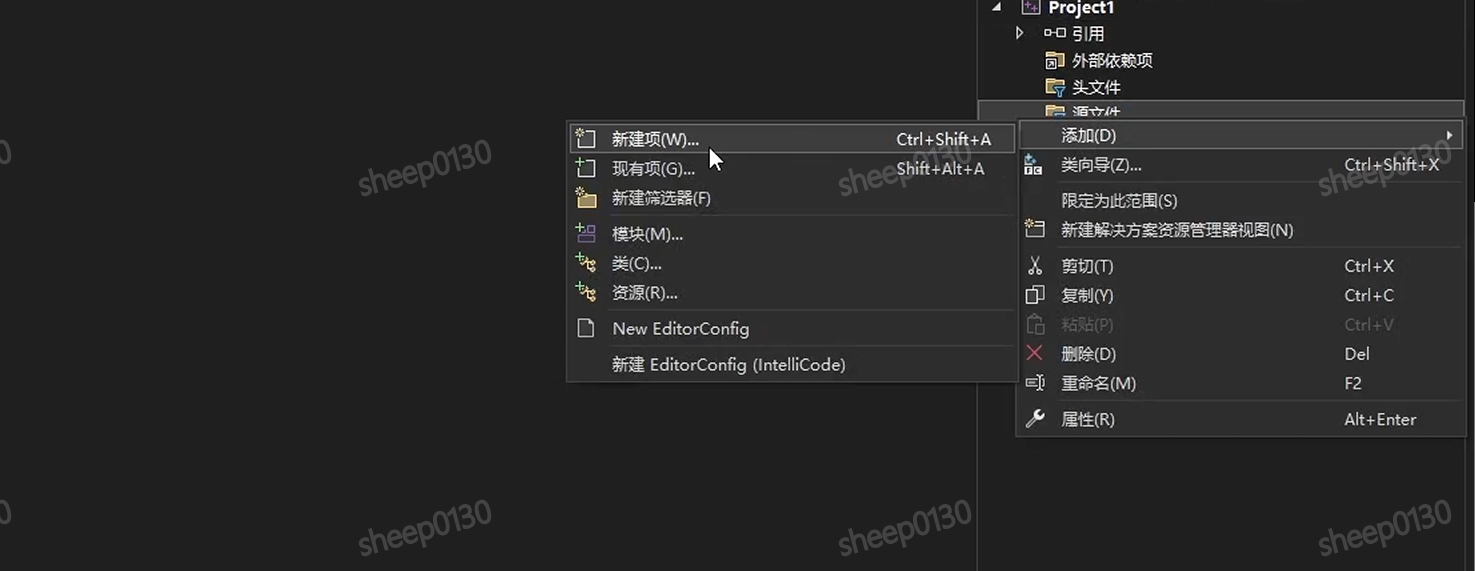 Project1
引用
外部依赖项
头文件
源文件
添加(D)
类向导(Z)... Ctrl+Shift+X
限定为此范围(S)
新建解决方案资源管理器视图(N)
剪切(T) Ctrl+X
复制(Y) Ctrl+C
粘贴(P) Ctrl+V
删除(D) Del
重命名(M) F2
属性(R) Alt+Enter
新建项(W)... Ctrl+Shift+A
现有项(G)... Shift+Alt+A
新建筛选器(F)
模块(M)...
类(C)...
资源(R)...
New EditorConfig
新建 EditorConfig (IntelliCode)
sheep0130
sheep0130
sheep0130
sheep0130
sheep0130
sheep0130